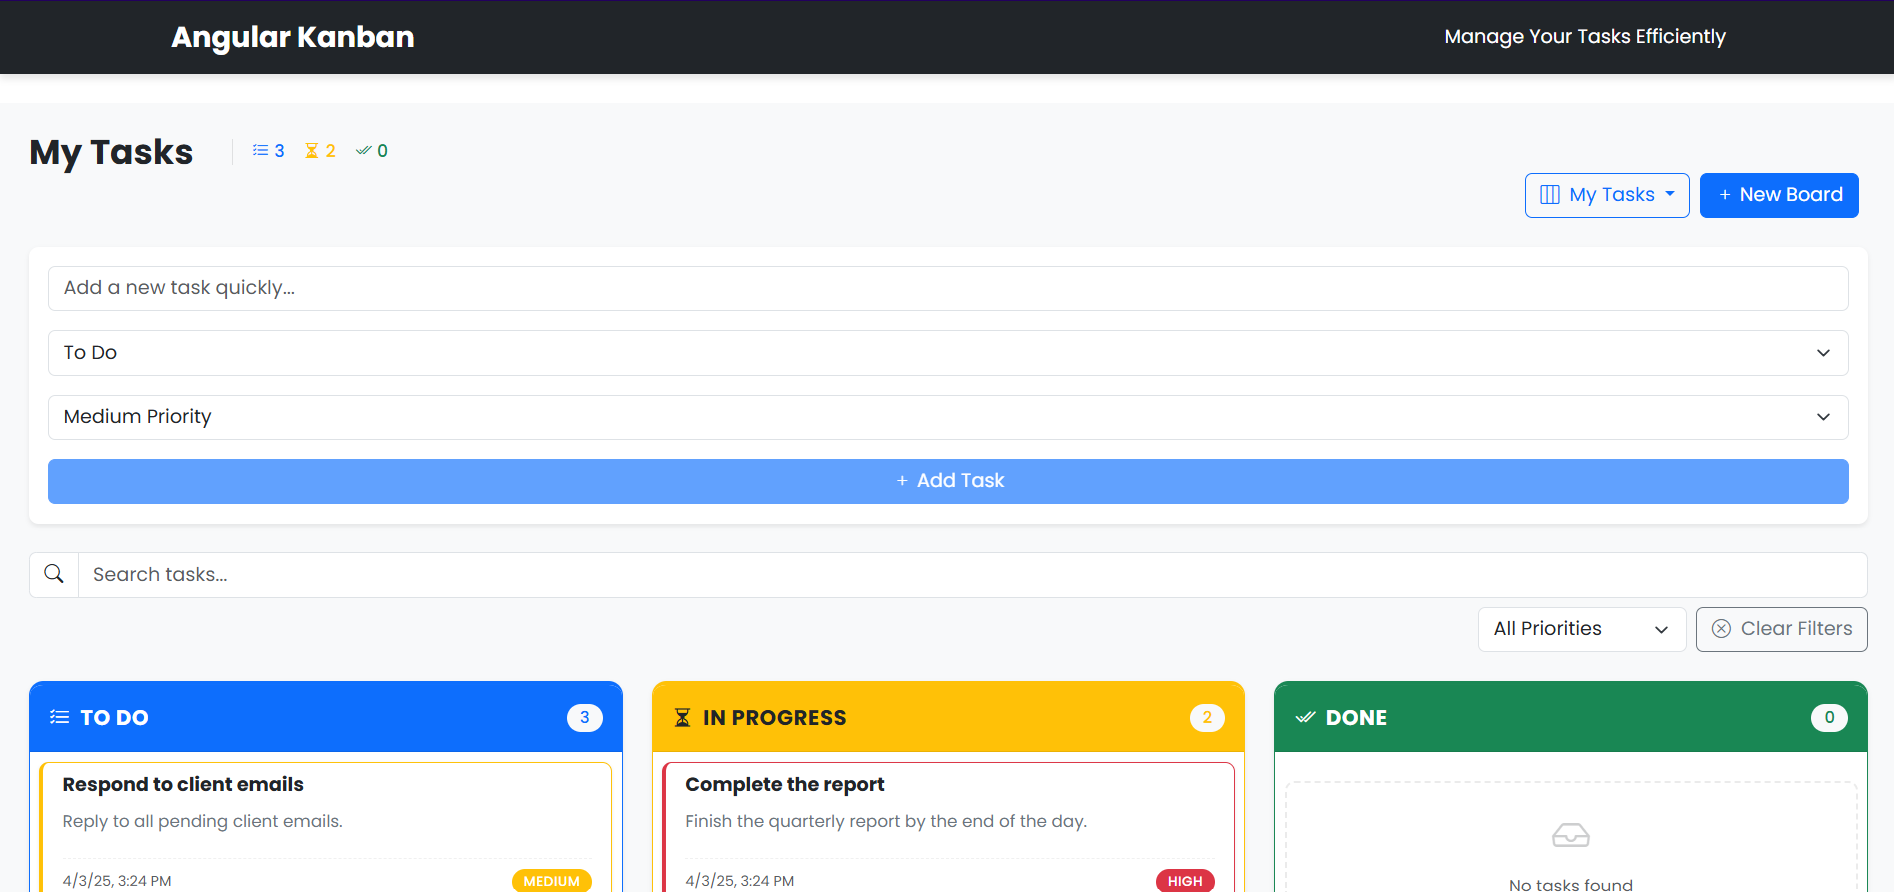 Angular Kanban
Manage Your Tasks Efficiently
My Tasks
3
2
0
My Tasks
+ New Board
Add a new task quickly...
To Do
Medium Priority
+ Add Task
Search tasks...
All Priorities
Clear Filters
TO DO
3
Respond to client emails
Reply to all pending client emails.
4/3/25, 3:24 PM
MEDIUM
IN PROGRESS
2
Complete the report
Finish the quarterly report by the end of the day.
4/3/25, 3:24 PM
HIGH
DONE
0
No tasks found